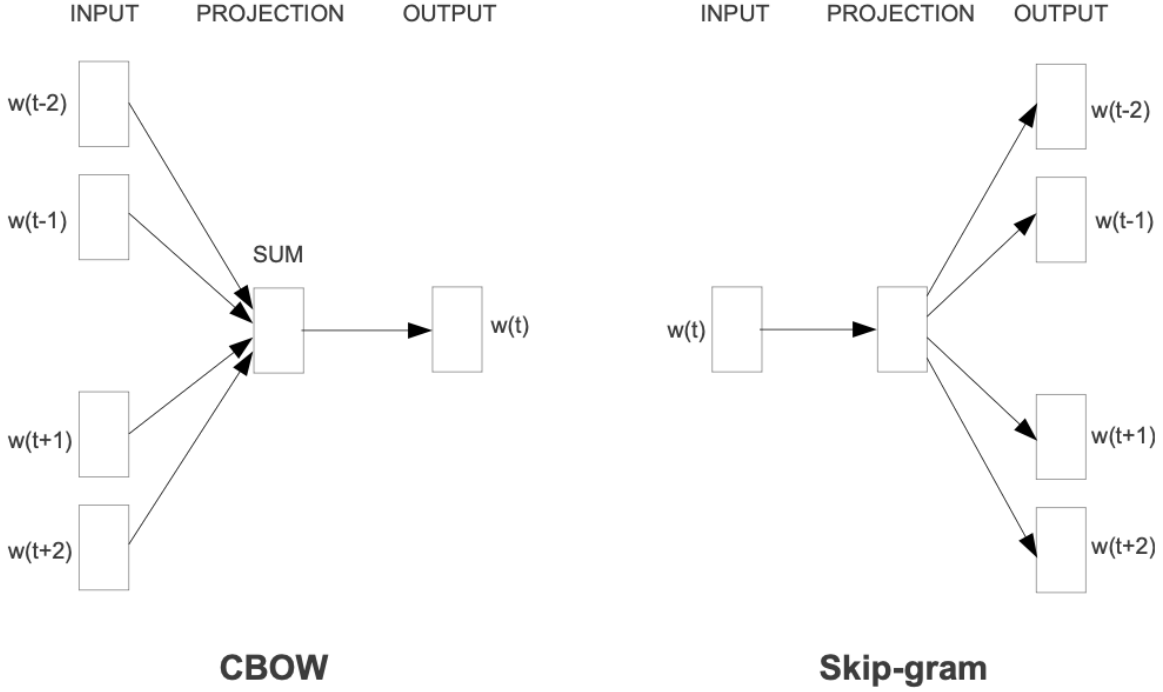 INPUT PROJECTION OUTPUT
w(t-2)
w(t-1)
SUM
w(t)
w(t+1)
w(t+2)
CBOW
INPUT PROJECTION OUTPUT
w(t-2)
w(t-1)
w(t)
w(t+1)
w(t+2)
Skip-gram